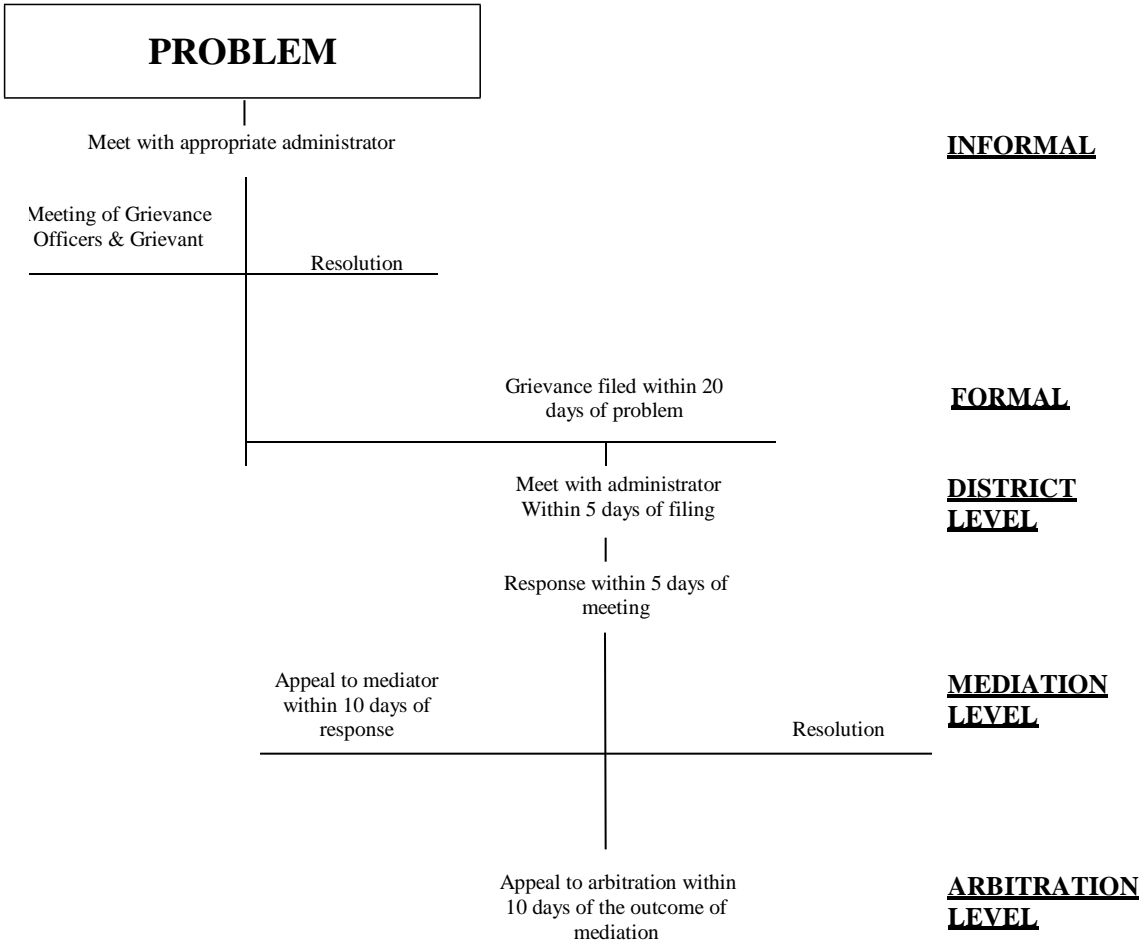 PROBLEM
Meet with appropriate administrator
INFORMAL
Meeting of Grievance
Officers & Grievant
Resolution
Grievance filed within 20
days of problem
FORMAL
Meet with administrator
Within 5 days of filing
DISTRICT
LEVEL
Response within 5 days of
meeting
Appeal to mediator
within 10 days of
response
Resolution
MEDIATION
LEVEL
Appeal to arbitration within
10 days of the outcome of
mediation
ARBITRATION
LEVEL